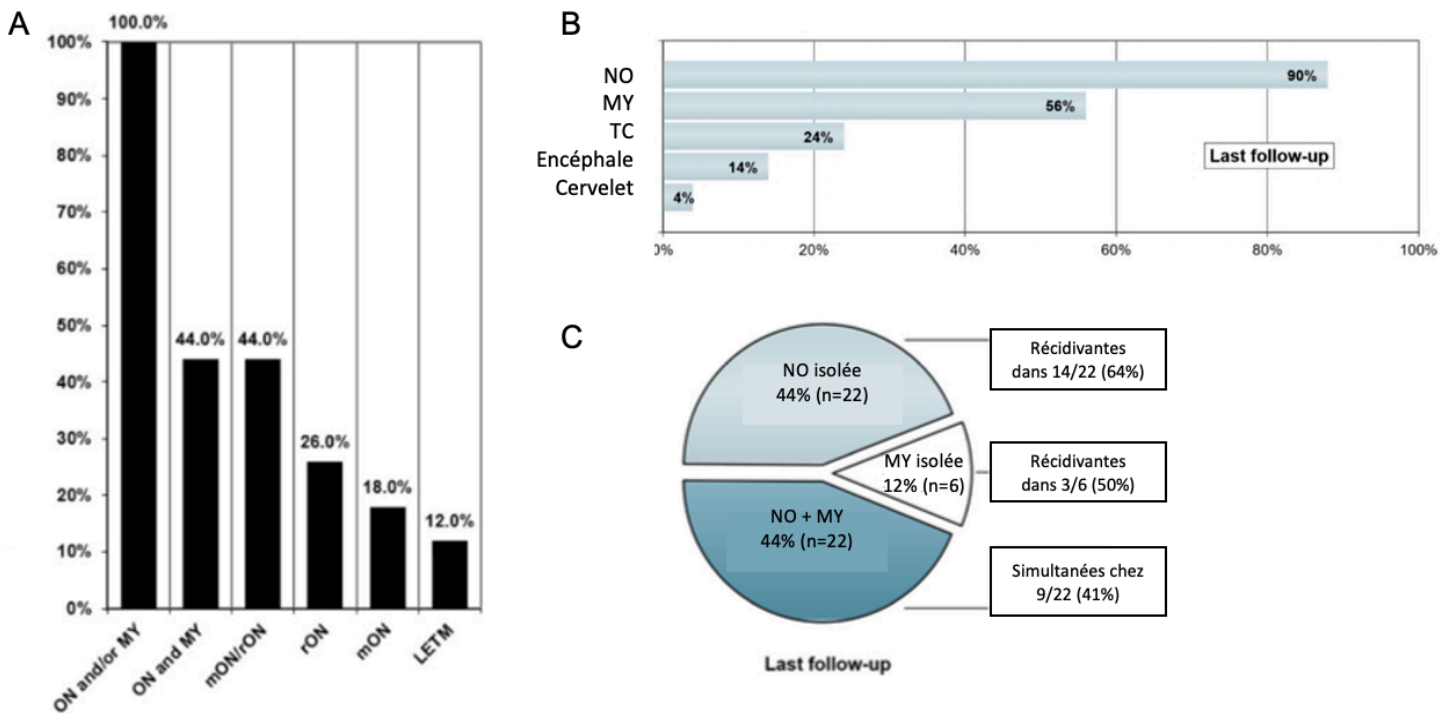 A
100.0%
100%
90%
80%
70%
60%
50%
40%
30%
20%
10%
0%
44.0%
44.0%
26.0%
18.0%
12.0%
ON and/or MY
ON and MY
mON/rON
rON
mON
LETM
B
NO
MY
TC
Encéphale
Cervelet
90%
56%
24%
14%
4%
Last follow-up
0%
20%
40%
60%
80%
100%
C
NO isolée
44% (n=22)
MY isolée
12% (n=6)
NO + MY
44% (n=22)
Récidivantes
dans 14/22 (64%)
Récidivantes
dans 3/6 (50%)
Simultanées chez
9/22 (41%)
Last follow-up